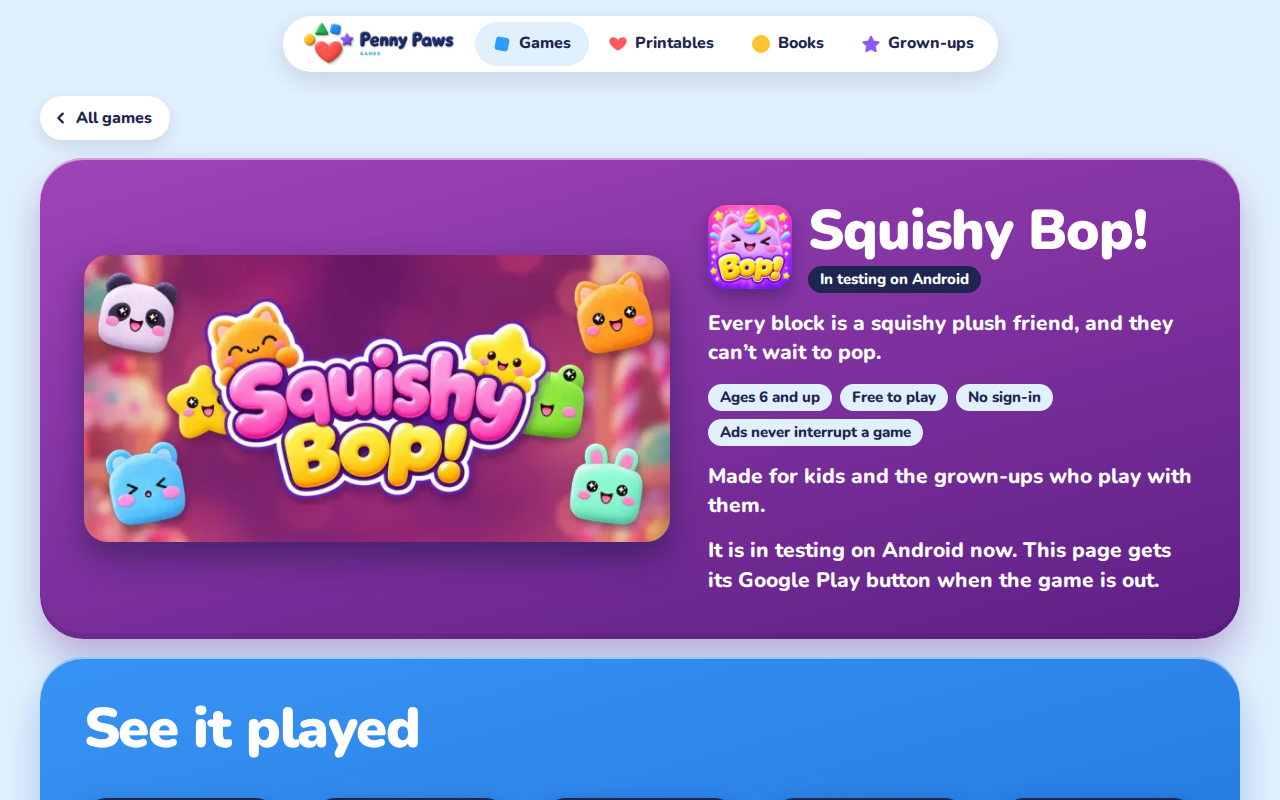 Penny Paws
GAMES
Games
Printables
Books
Grown-ups
All games
Squishy
Bop!
Bop!
Squishy Bop!
In testing on Android
Every block is a squishy plush friend, and they
can’t wait to pop.
Ages 6 and up
Free to play
No sign-in
Ads never interrupt a game
Made for kids and the grown-ups who play with
them.
It is in testing on Android now. This page gets
its Google Play button when the game is out.
See it played